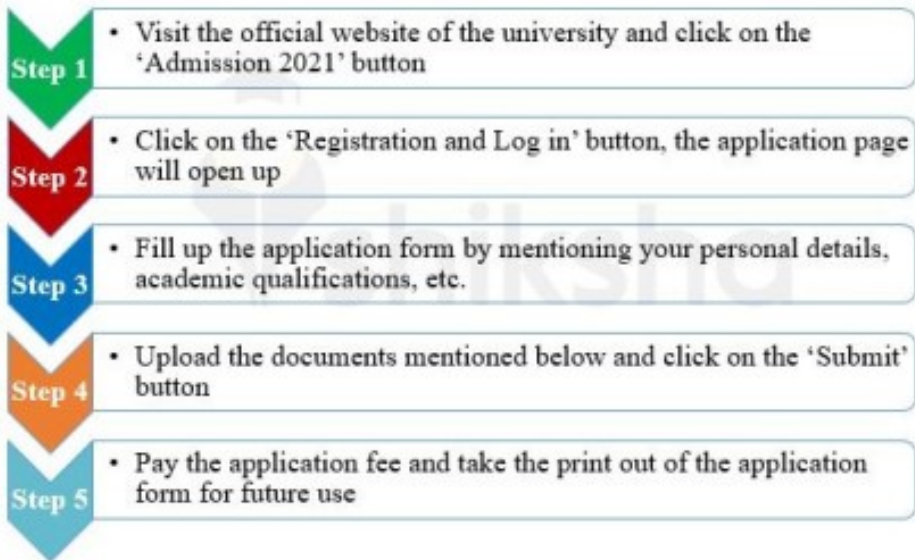 Step 1
• Visit the official website of the university and click on the
‘Admission 2021’ button
Step 2
• Click on the ‘Registration and Log in’ button, the application page
will open up
Step 3
• Fill up the application form by mentioning your personal details,
academic qualifications, etc.
Step 4
• Upload the documents mentioned below and click on the ‘Submit’
button
Step 5
• Pay the application fee and take the print out of the application
form for future use
shiksha